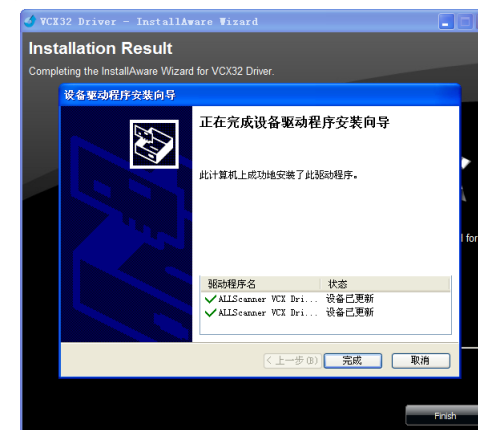 VCX32 Driver - InstallAware Wizard
Installation Result
Completing the InstallAware Wizard for VCX32 Driver.
设备驱动程序安装向导
正在完成设备驱动程序安装向导
此计算机上成功地安装了此驱动程序。
l for
驱动程序名 状态
ALLScanner VCX Dri... 设备已更新
ALLScanner VCX Dri... 设备已更新
< 上一步(B) 完成 取消
Finish